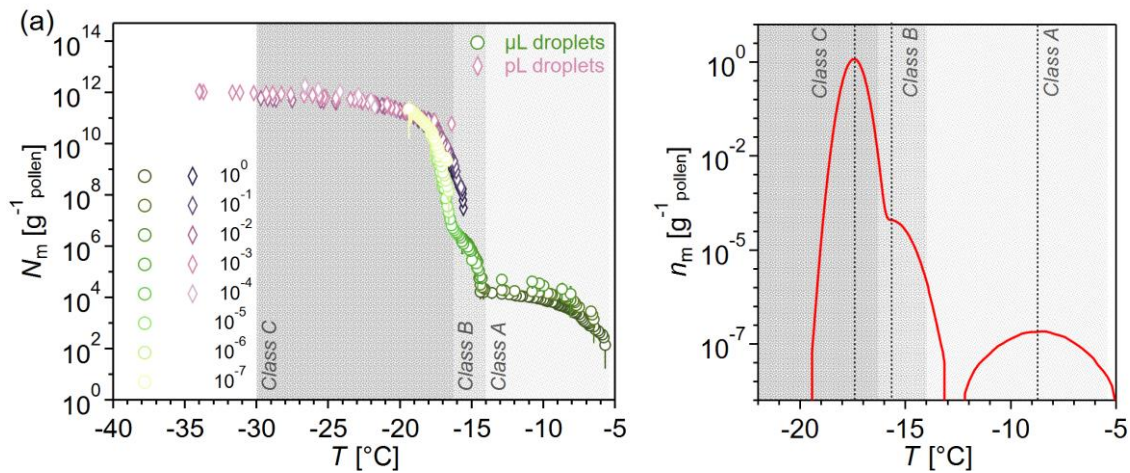 (a)
10^14
10^12
10^10
10^8
10^6
10^4
10^2
10^0
N_m [g^-1 pollen]
μL droplets
pL droplets
10^0
10^-1
10^-2
10^-3
10^-4
10^-5
10^-6
10^-7
Class C
Class B
Class A
-40 -35 -30 -25 -20 -15 -10 -5
T [°C]
10^0
10^-2
10^-5
10^-7
n_m [g^-1 pollen]
Class C
Class B
Class A
-20 -15 -10 -5
T [°C]